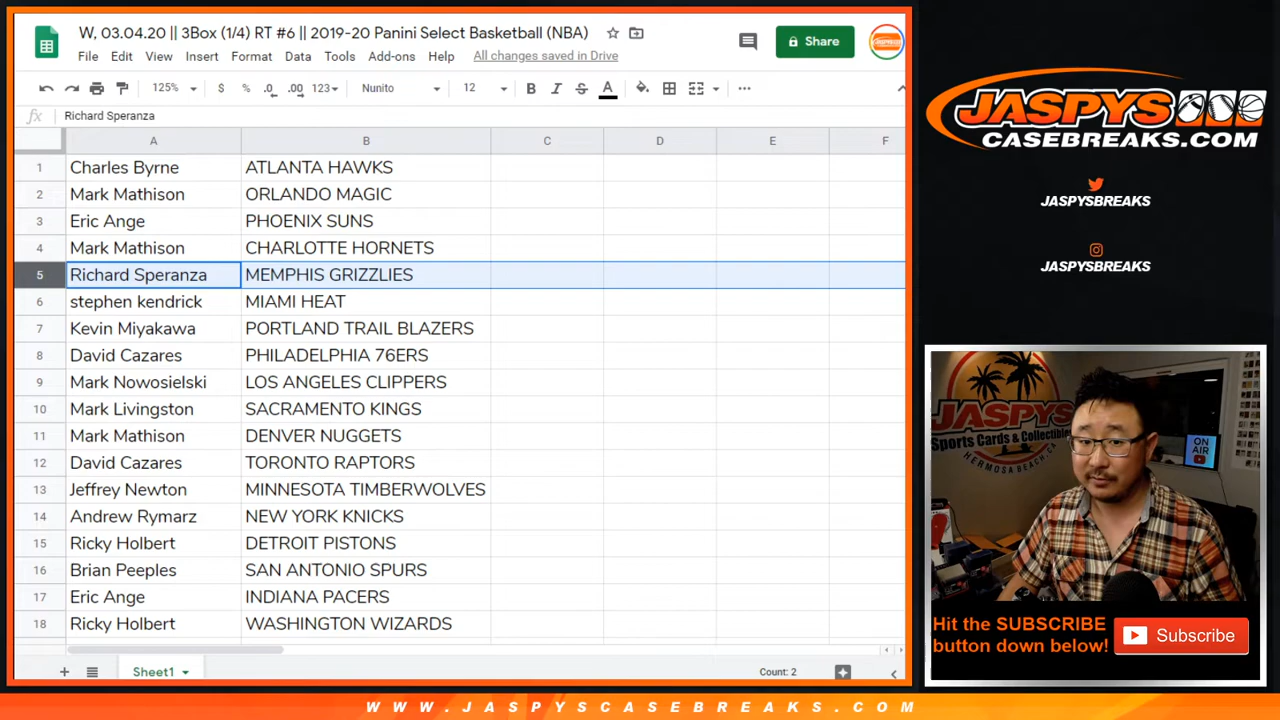 W, 03.04.20 || 3Box (1/4) RT #6 || 2019-20 Panini Select Basketball (NBA)
File Edit View Insert Format Data Tools Add-ons Help All changes saved in Drive
Share
125% $ % .0 .00 123 Nunito 12 B I S A
fx Richard Speranza
A B C D E F
1 Charles Byrne ATLANTA HAWKS
2 Mark Mathison ORLANDO MAGIC
3 Eric Ange PHOENIX SUNS
4 Mark Mathison CHARLOTTE HORNETS
5 Richard Speranza MEMPHIS GRIZZLIES
6 stephen kendrick MIAMI HEAT
7 Kevin Miyakawa PORTLAND TRAIL BLAZERS
8 David Cazares PHILADELPHIA 76ERS
9 Mark Nowosielski LOS ANGELES CLIPPERS
10 Mark Livingston SACRAMENTO KINGS
11 Mark Mathison DENVER NUGGETS
12 David Cazares TORONTO RAPTORS
13 Jeffrey Newton MINNESOTA TIMBERWOLVES
14 Andrew Rymarz NEW YORK KNICKS
15 Ricky Holbert DETROIT PISTONS
16 Brian Peeples SAN ANTONIO SPURS
17 Eric Ange INDIANA PACERS
18 Ricky Holbert WASHINGTON WIZARDS
Sheet1
Count: 2
JASPYS
CASEBREAKS.COM
JASPYSBREAKS
JASPYSBREAKS
JASPYS
Sports Cards & Collectibles
HERMOSA BEACH, CA
ON
AIR
Hit the SUBSCRIBE
button down below!
Subscribe
WWW.JASPYSCASEBREAKS.COM